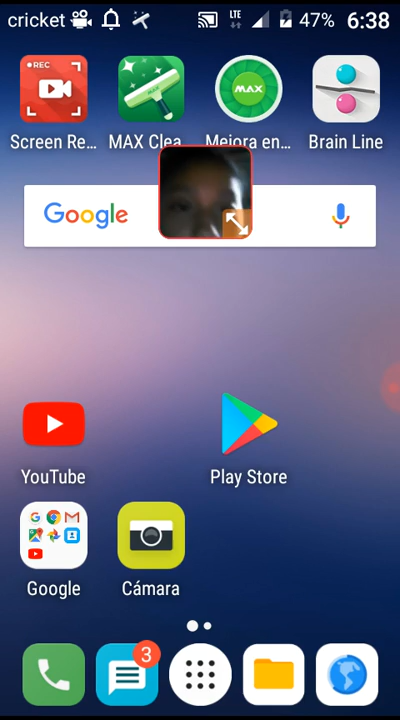 cricket LTE 47% 6:38
REC
MAX
Screen Re... MAX Clea... Mejora en... Brain Line
Google
YouTube Play Store
Google Cámara
3